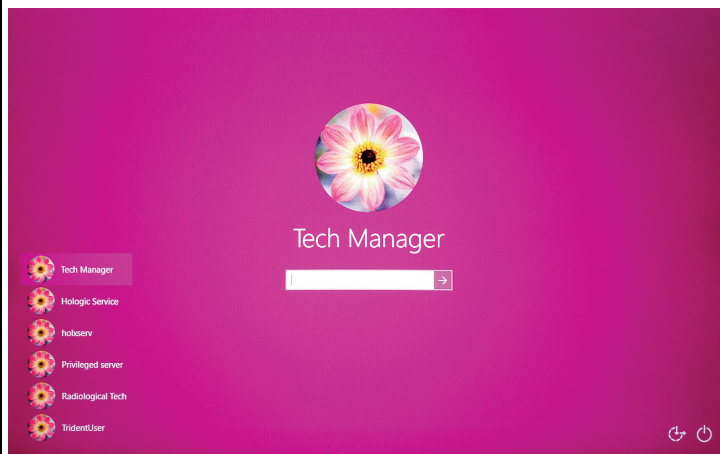 Tech Manager
Tech Manager
Hologic Service
holxserv
Privileged server
Radiological Tech
TridentUser